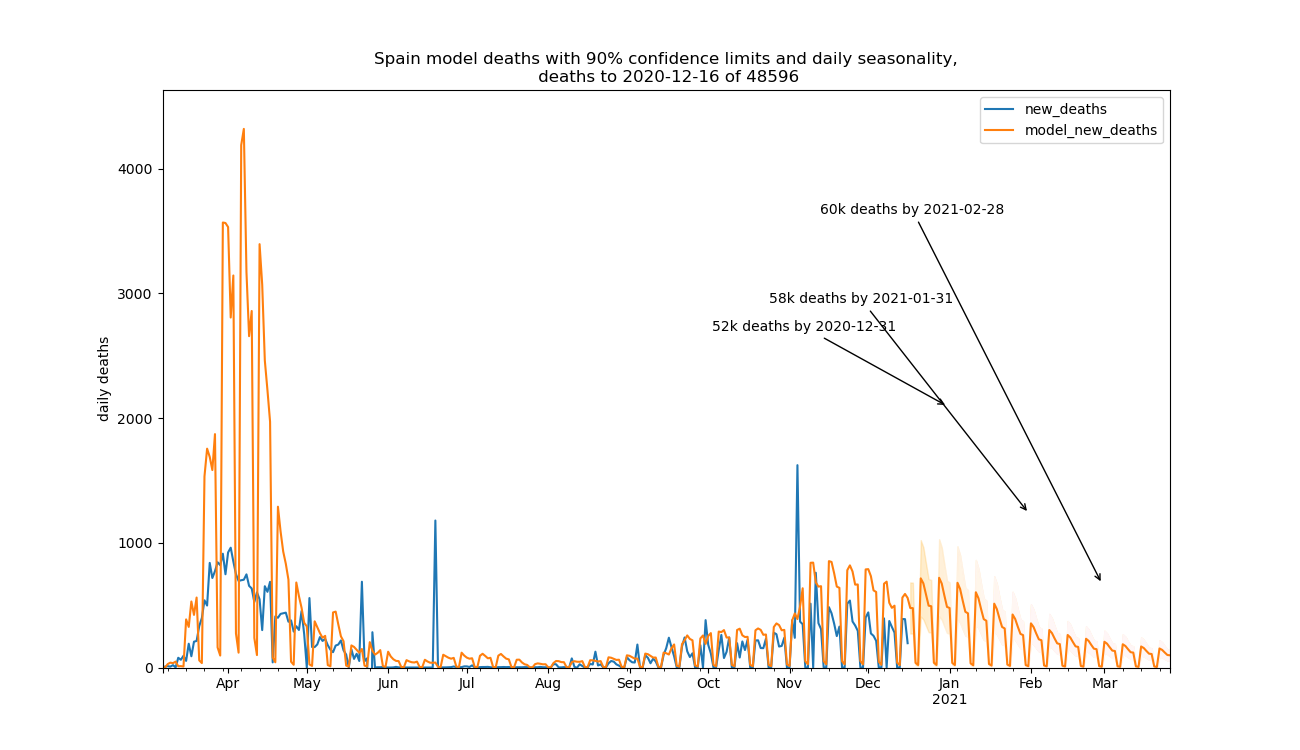 Spain model deaths with 90% confidence limits and daily seasonality,
deaths to 2020-12-16 of 48596
new_deaths
model_new_deaths
60k deaths by 2021-02-28
58k deaths by 2021-01-31
52k deaths by 2020-12-31
daily deaths
4000
3000
2000
1000
0
Apr May Jun Jul Aug Sep Oct Nov Dec Jan Feb Mar
2021